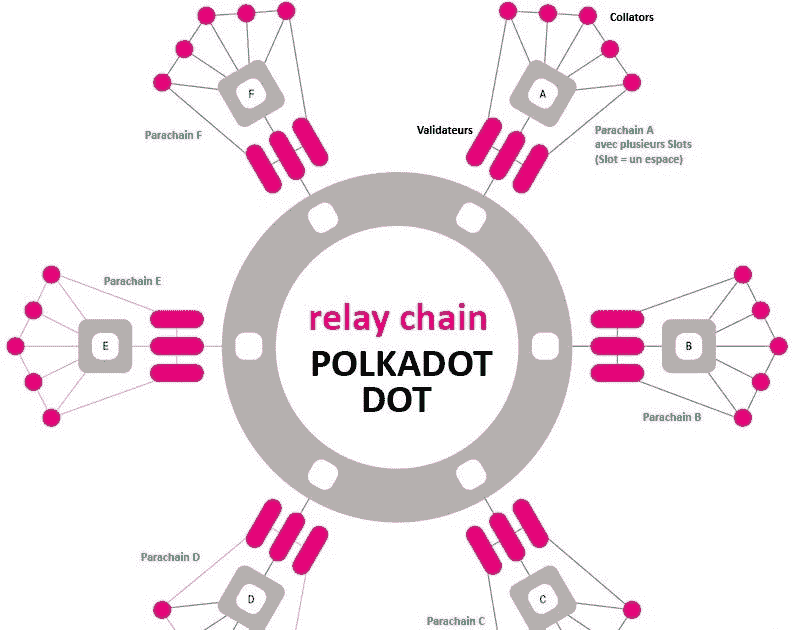 Collators
F
A
Parachain F
Validateurs
Parachain A
avec plusieurs Slots
(Slot = un espace)
Parachain E
relay chain
E
B
POLKADOT
DOT
Parachain B
Parachain D
D
C
Parachain C